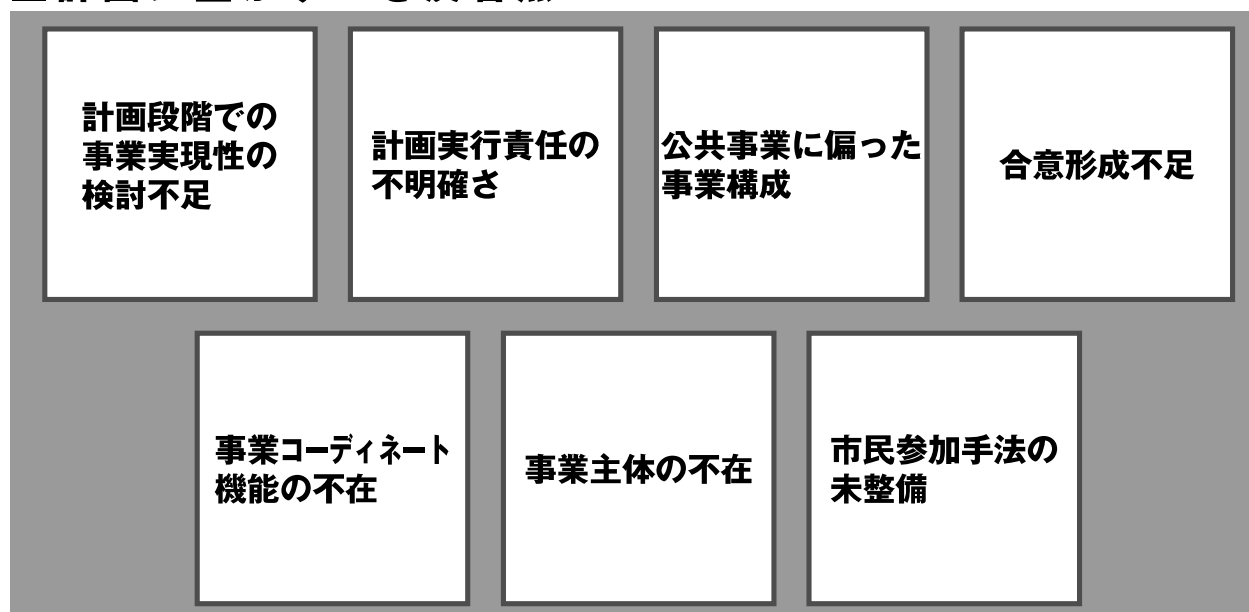 計画段階での
事業実現性の
検討不足
計画実行責任の
不明確さ
公共事業に偏った
事業構成
合意形成不足
事業コーディネート
機能の不在
事業主体の不在
市民参加手法の
未整備